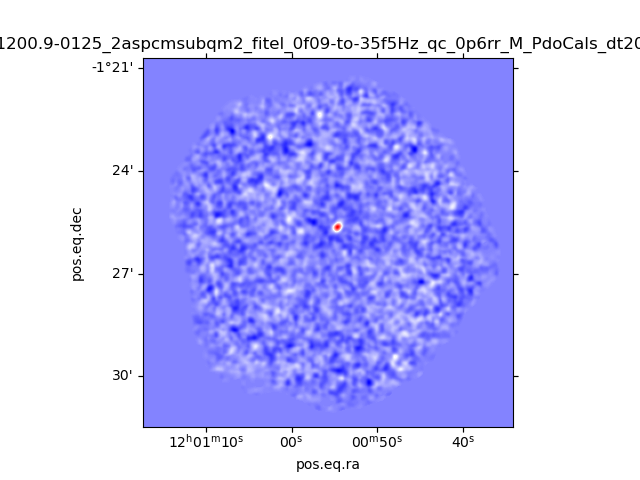 1200.9-0125_2aspcmsubqm2_fitel_0f09-to-35f5Hz_qc_0p6rr_M_PdoCals_dt20
-1°21'
24'
27'
30'
pos.eq.dec
12ʰ01ᵐ10ˢ 00ˢ 00ᵐ50ˢ 40ˢ
pos.eq.ra